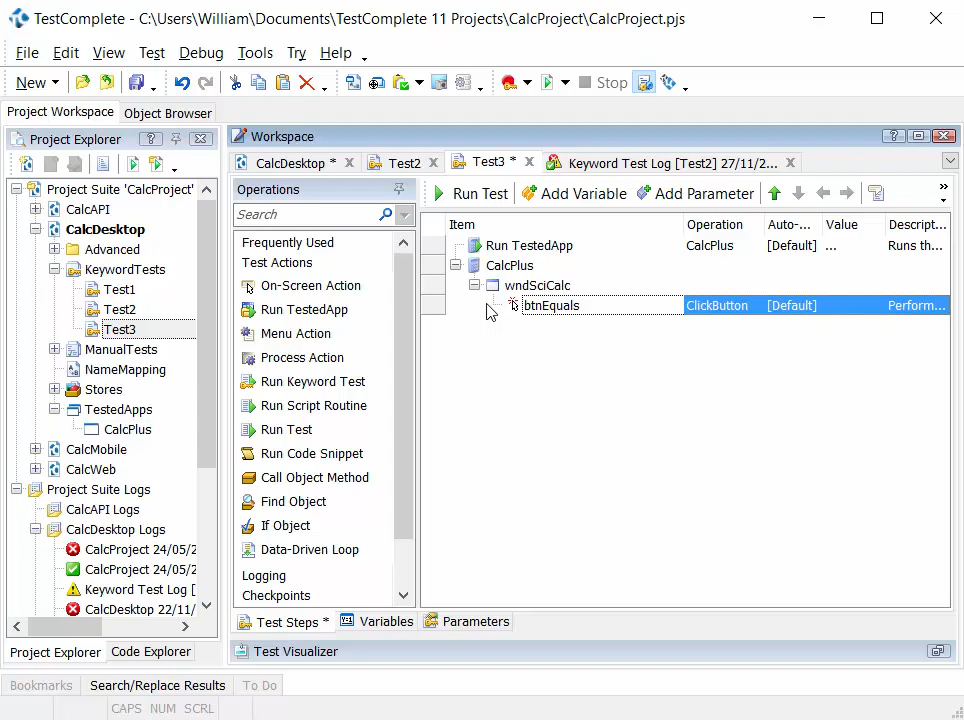 TestComplete - C:\Users\William\Documents\TestComplete 11 Projects\CalcProject\CalcProject.pjs
File Edit View Test Debug Tools Try Help
New Stop
Project Workspace Object Browser
Project Explorer
Project Suite 'CalcProject'
CalcAPI
CalcDesktop
Advanced
KeywordTests
Test1
Test2
Test3
ManualTests
NameMapping
Stores
TestedApps
CalcPlus
CalcMobile
CalcWeb
Project Suite Logs
CalcAPI Logs
CalcDesktop Logs
CalcProject 24/05/2
CalcProject 24/05/2
Keyword Test Log [
CalcDesktop 22/11/
Project Explorer Code Explorer
Workspace
CalcDesktop * Test2 Test3 * Keyword Test Log [Test2] 27/11/2...
Operations
Search
Frequently Used
Test Actions
On-Screen Action
Run TestedApp
Menu Action
Process Action
Run Keyword Test
Run Script Routine
Run Test
Run Code Snippet
Call Object Method
Find Object
If Object
Data-Driven Loop
Logging
Checkpoints
Run Test Add Variable Add Parameter
Item Operation Auto-... Value Descript...
Run TestedApp CalcPlus [Default] ... Runs th...
CalcPlus
wndSciCalc
btnEquals ClickButton [Default] Perform...
Test Steps * Variables Parameters
Test Visualizer
Bookmarks Search/Replace Results To Do
CAPS NUM SCRL